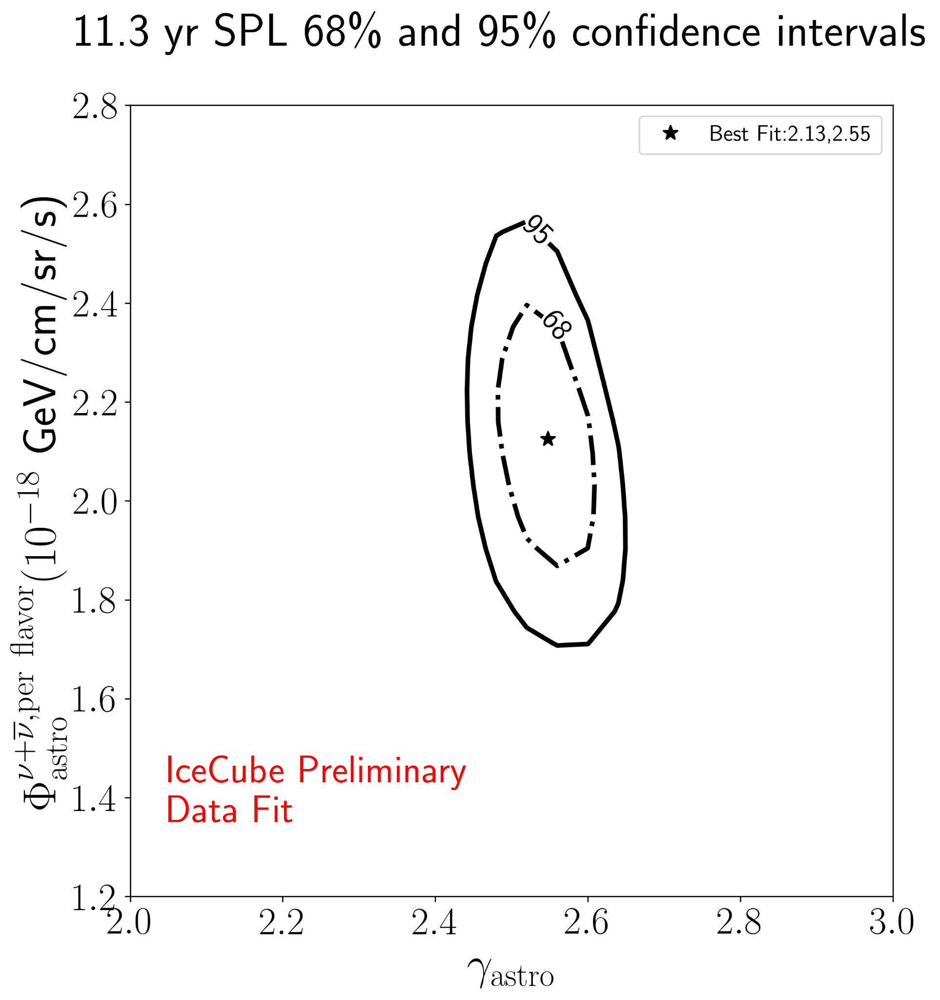 11.3 yr SPL 68% and 95% confidence intervals
Φ_astro^{ν+ν̄,per flavor} (10^{−18} GeV/cm/sr/s)
2.8
2.6
2.4
2.2
2.0
1.8
1.6
1.4
1.2
Best Fit:2.13,2.55
95
68
IceCube Preliminary
Data Fit
2.0 2.2 2.4 2.6 2.8 3.0
γ_astro